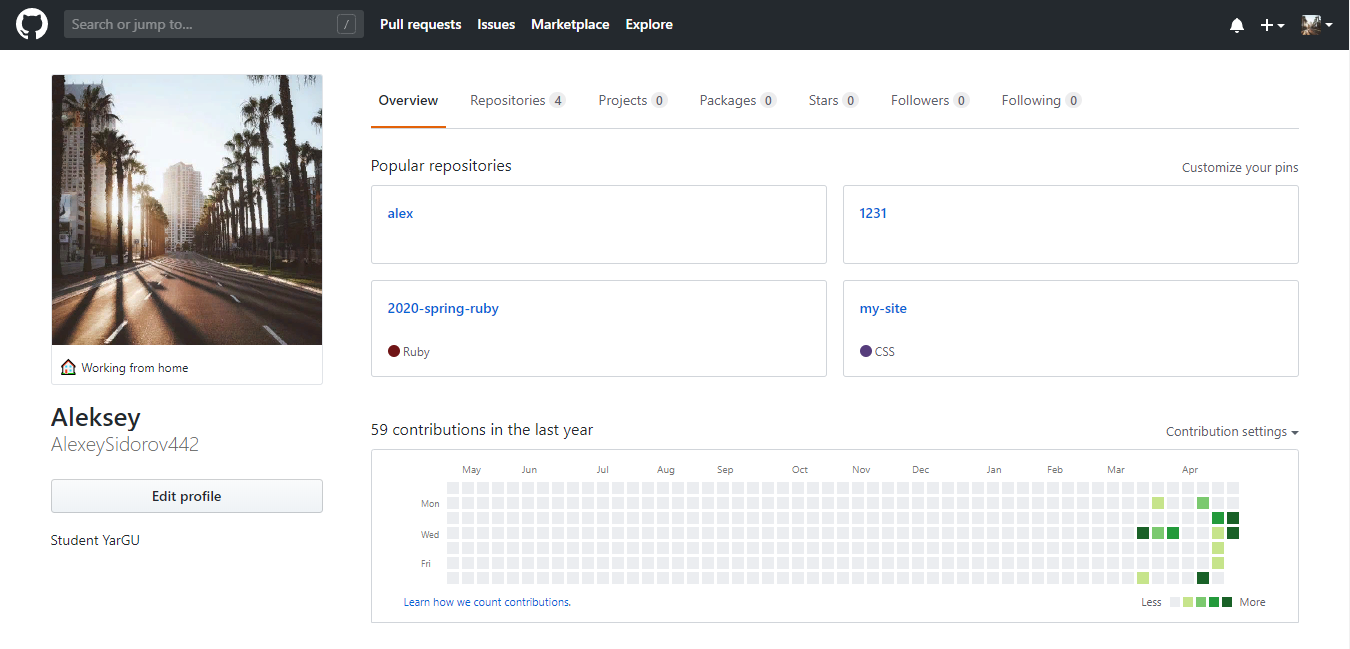 Search or jump to... / Pull requests Issues Marketplace Explore
Overview Repositories 4 Projects 0 Packages 0 Stars 0 Followers 0 Following 0
Popular repositories Customize your pins
alex 1231
2020-spring-ruby my-site
Ruby CSS
Working from home
Aleksey
AlexeySidorov442
Edit profile
Student YarGU
59 contributions in the last year Contribution settings
May Jun Jul Aug Sep Oct Nov Dec Jan Feb Mar Apr
Mon
Wed
Fri
Learn how we count contributions. Less More